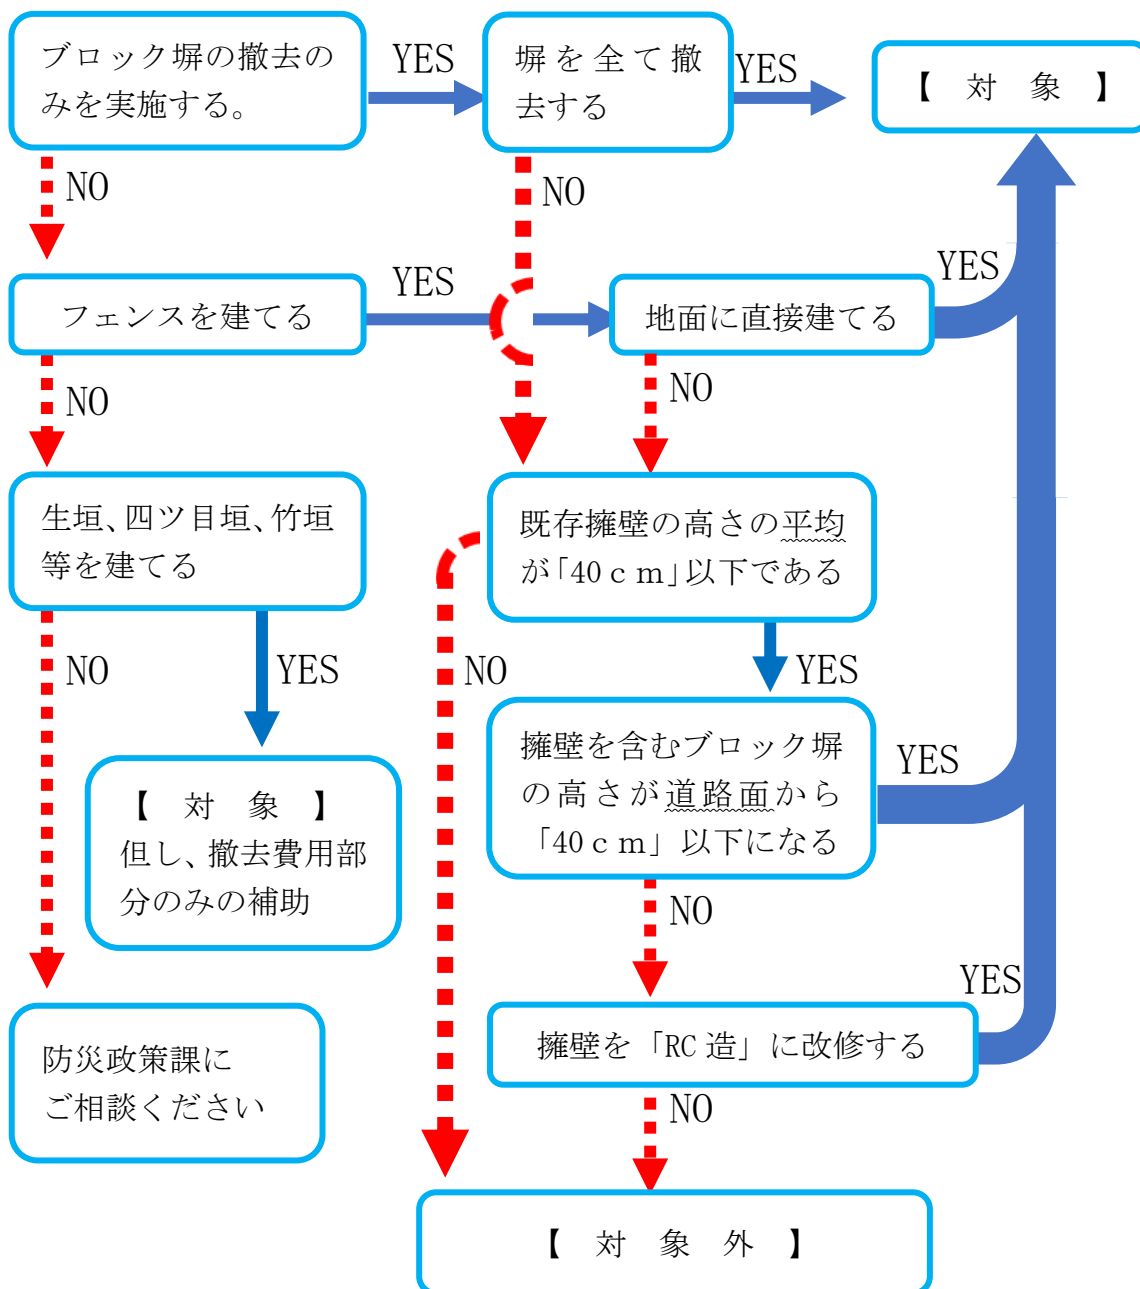 ブロック塀の撤去の
みを実施する。
YES
塀を全て撤
去する
YES
【 対 象 】
NO
NO
フェンスを建てる
YES
地面に直接建てる
YES
NO
NO
生垣、四ツ目垣、竹垣
等を建てる
既存擁壁の高さの平均
が「40ｃｍ」以下である
NO
YES
NO
YES
擁壁を含むブロック塀
の高さが道路面から
「40ｃｍ」以下になる
YES
【 対 象 】
但し、撤去費用部
分のみの補助
NO
YES
防災政策課に
ご相談ください
擁壁を「RC造」に改修する
NO
【 対 象 外 】